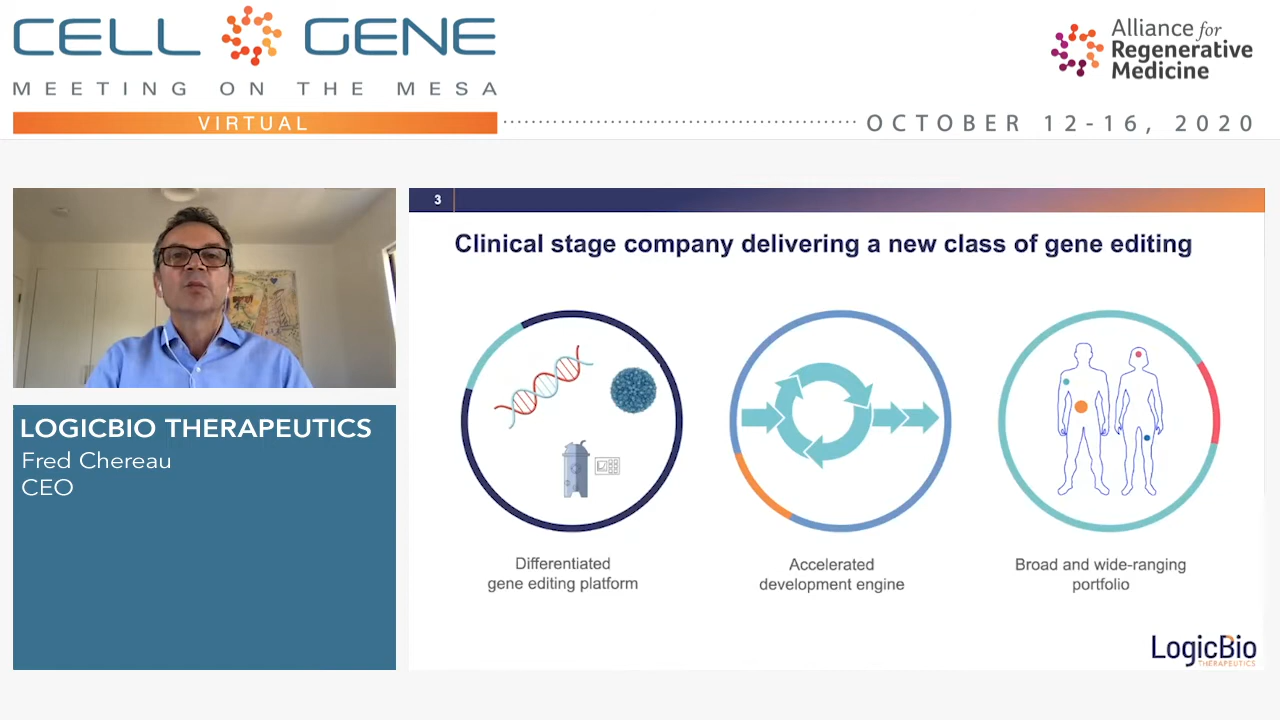 CELL GENE
MEETING ON THE MESA
VIRTUAL
Alliance for
Regenerative
Medicine
OCTOBER 12-16, 2020
LOGICBIO THERAPEUTICS
Fred Chereau
CEO
3
Clinical stage company delivering a new class of gene editing
Differentiated
gene editing platform
Accelerated
development engine
Broad and wide-ranging
portfolio
LogicBio
THERAPEUTICS